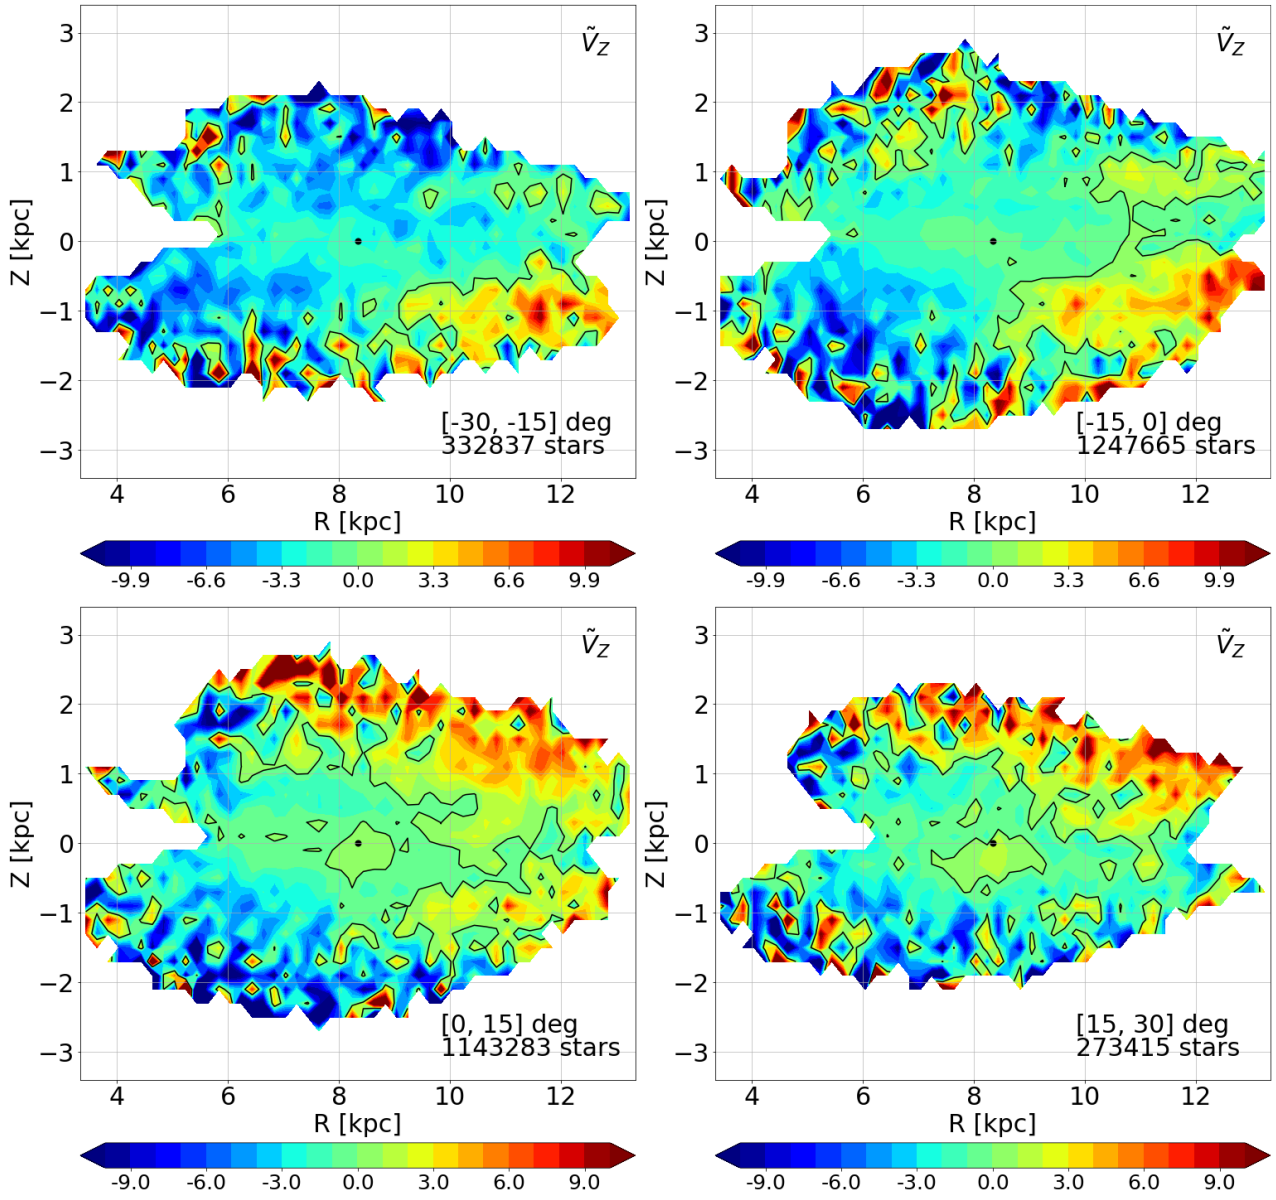 3
2
1
0
−1
−2
−3
Z [kpc]
Ṽ_Z
[-30, -15] deg
332837 stars
4 6 8 10 12
R [kpc]
-9.9 -6.6 -3.3 0.0 3.3 6.6 9.9
3
2
1
0
−1
−2
−3
Z [kpc]
Ṽ_Z
[-15, 0] deg
1247665 stars
4 6 8 10 12
R [kpc]
-9.9 -6.6 -3.3 0.0 3.3 6.6 9.9
3
2
1
0
−1
−2
−3
Z [kpc]
Ṽ_Z
[0, 15] deg
1143283 stars
4 6 8 10 12
R [kpc]
-9.0 -6.0 -3.0 0.0 3.0 6.0 9.0
3
2
1
0
−1
−2
−3
Z [kpc]
Ṽ_Z
[15, 30] deg
273415 stars
4 6 8 10 12
R [kpc]
-9.0 -6.0 -3.0 0.0 3.0 6.0 9.0